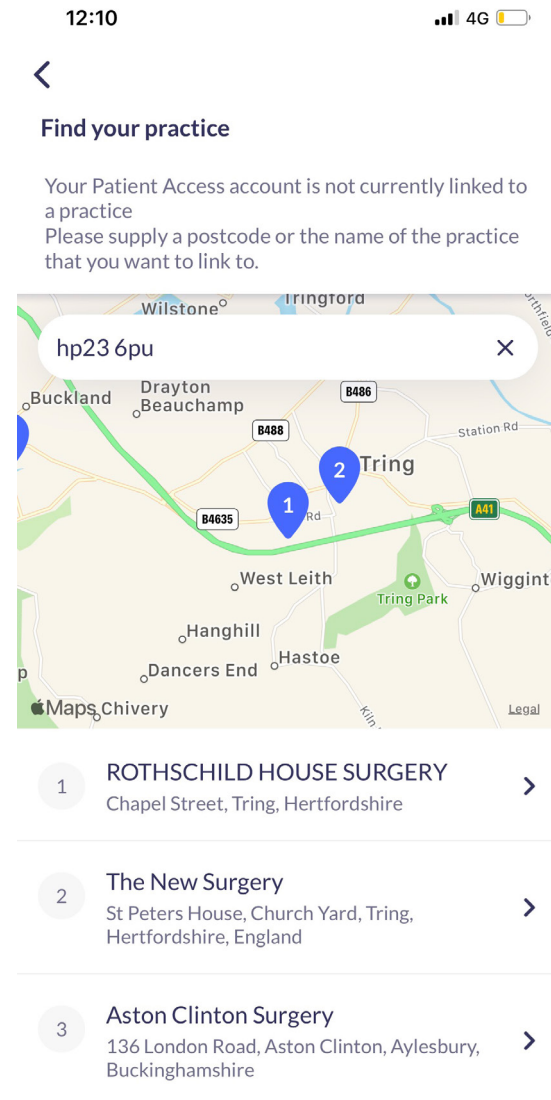 12:10
4G
Find your practice
Your Patient Access account is not currently linked to
a practice
Please supply a postcode or the name of the practice
that you want to link to.
Wilstone
Tringford
hp23 6pu
Drayton
Beauchamp
Buckland
B486
B488
Station Rd
Tring
2
1
Rd
B4635
A41
West Leith
Tring Park
Wiggint
Hanghill
Hastoe
Dancers End
p
Maps
Chivery
Kiln
Legal
1
ROTHSCHILD HOUSE SURGERY
Chapel Street, Tring, Hertfordshire
2
The New Surgery
St Peters House, Church Yard, Tring,
Hertfordshire, England
3
Aston Clinton Surgery
136 London Road, Aston Clinton, Aylesbury,
Buckinghamshire